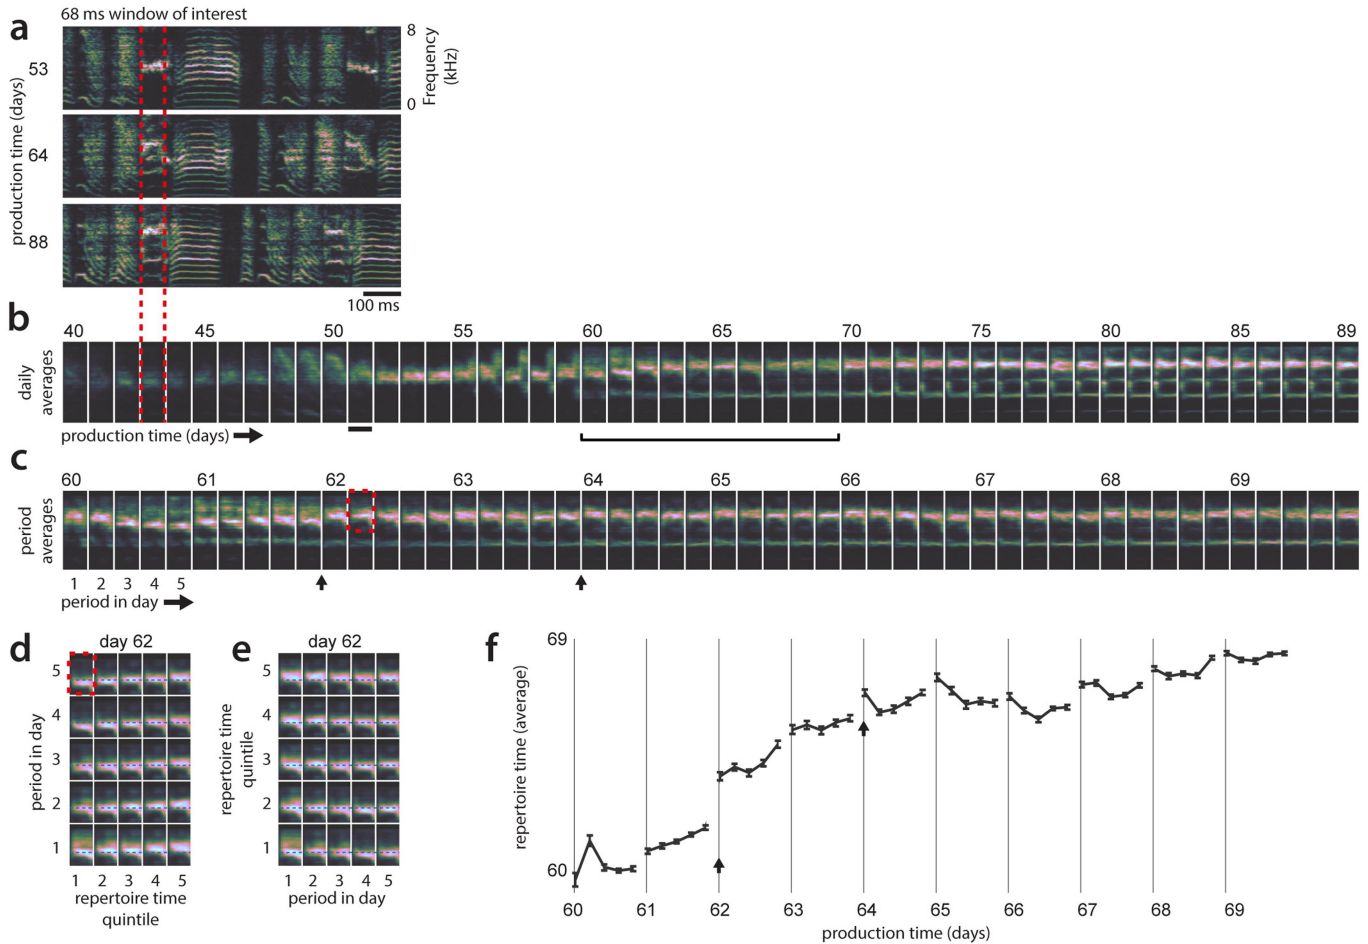 68 ms window of interest
a
8
Frequency
(kHz)
0
production time (days)
53
64
88
100 ms
b
40 45 50 55 60 65 70 75 80 85 89
daily
averages
production time (days)
c
60 61 62 63 64 65 66 67 68 69
period
averages
1 2 3 4 5
period in day
d
day 62
period in day
5
4
3
2
1
1 2 3 4 5
repertoire time
quintile
e
day 62
repertoire time
quintile
5
4
3
2
1
1 2 3 4 5
period in day
f
69
repertoire time (average)
60
60 61 62 63 64 65 66 67 68 69
production time (days)